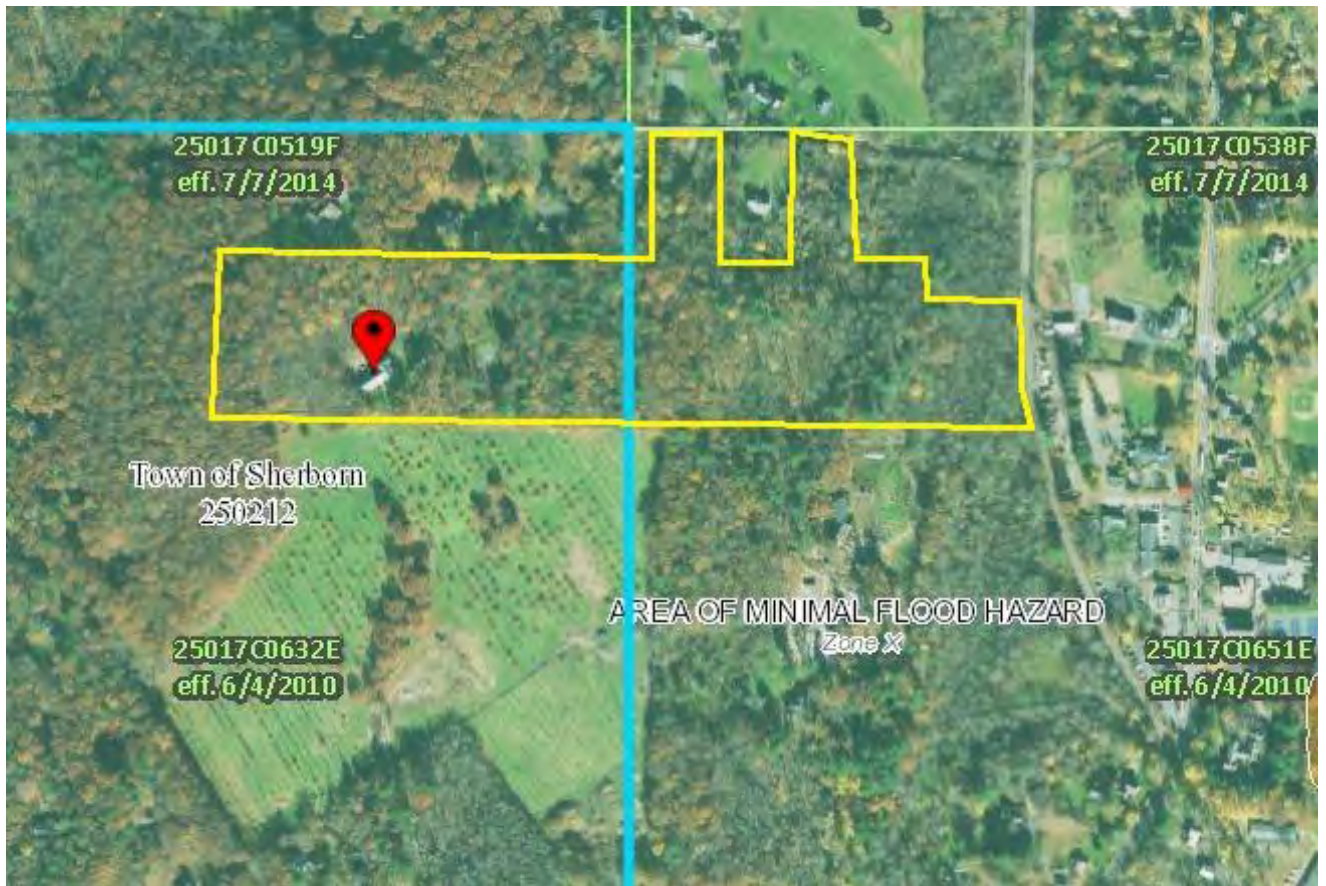 25017C0519F
eff. 7/7/2014
25017C0538F
eff. 7/7/2014
Town of Sherborn
250212
AREA OF MINIMAL FLOOD HAZARD
Zone X
25017C0632E
eff. 6/4/2010
25017C0651E
eff. 6/4/2010